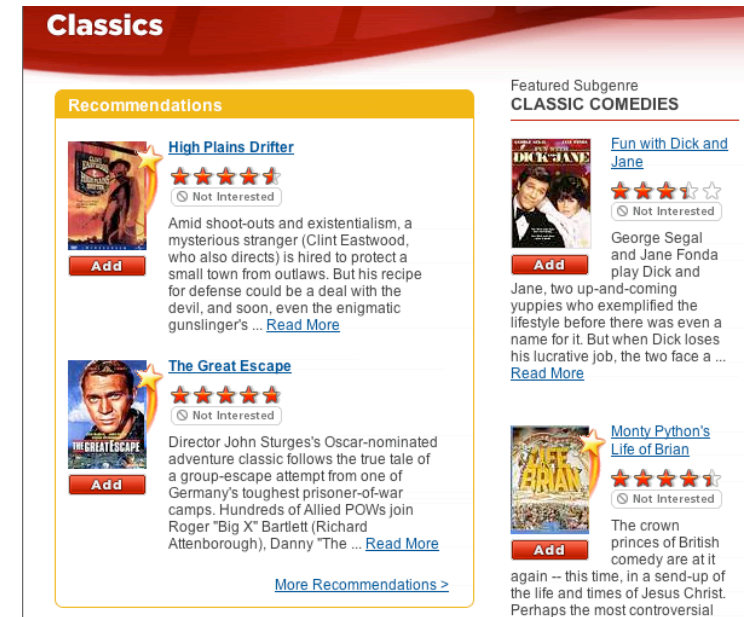 Classics
Recommendations
High Plains Drifter
Not Interested
Amid shoot-outs and existentialism, a
mysterious stranger (Clint Eastwood,
who also directs) is hired to protect a
small town from outlaws. But his recipe
for defense could be a deal with the
devil, and soon, even the enigmatic
gunslinger's ... Read More
Add
The Great Escape
Not Interested
Director John Sturges's Oscar-nominated
adventure classic follows the true tale of
a group-escape attempt from one of
Germany's toughest prisoner-of-war
camps. Hundreds of Allied POWs join
Roger "Big X" Bartlett (Richard
Attenborough), Danny "The ... Read More
THE GREAT ESCAPE
Add
More Recommendations >
Featured Subgenre
CLASSIC COMEDIES
Fun with Dick and
Jane
DICK AND JANE
Not Interested
Add
George Segal
and Jane Fonda
play Dick and
Jane, two up-and-coming
yuppies who exemplified the
lifestyle before there was even a
name for it. But when Dick loses
his lucrative job, the two face a ...
Read More
Monty Python's
Life of Brian
LIFE
BRIAN
Not Interested
Add
The crown
princes of British
comedy are at it
again -- this time, in a send-up of
the life and times of Jesus Christ.
Perhaps the most controversial